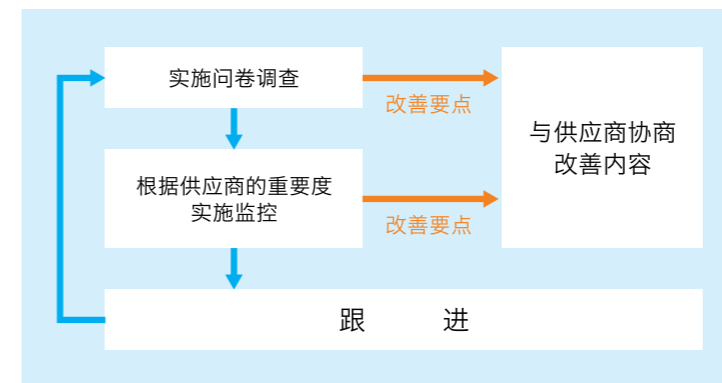 实施问卷调查
改善要点
与供应商协商
改善内容
根据供应商的重要度
实施监控
改善要点
跟 进